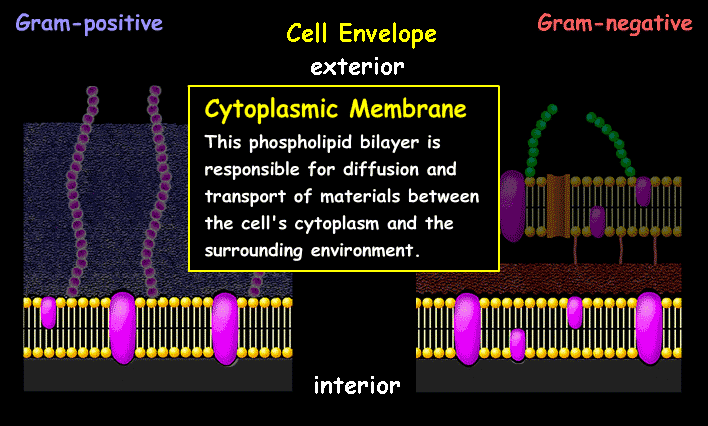 Gram-positive
Cell Envelope
Gram-negative
exterior
Cytoplasmic Membrane
This phospholipid bilayer is
responsible for diffusion and
transport of materials between
the cell's cytoplasm and the
surrounding environment.
interior